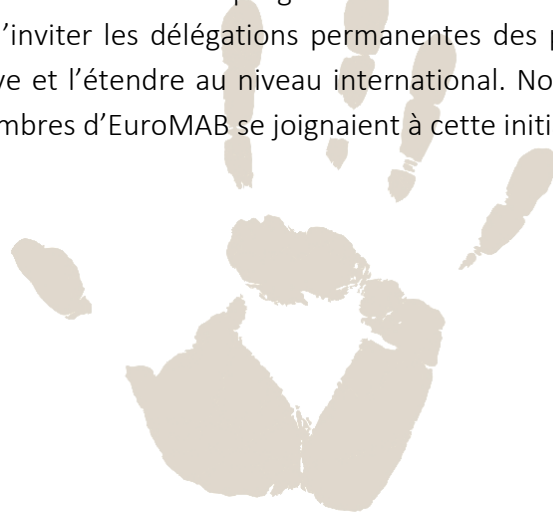 ’inviter les délégations permanentes des p
ve et l’étendre au niveau international. No
mbres d’EuroMAB se joignaient à cette initi